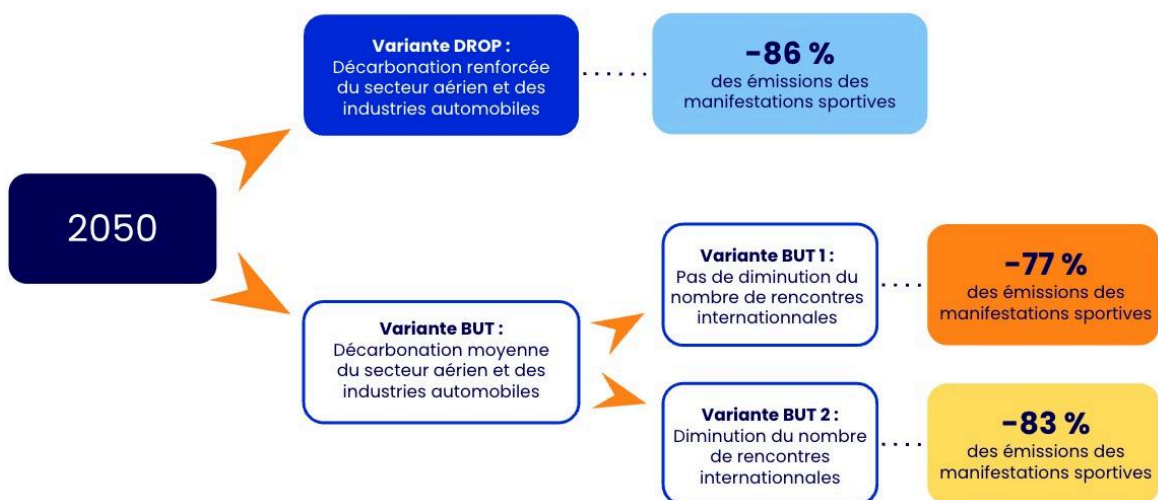 Variante DROP :
Décarbonation renforcée
du secteur aérien et des
industries automobiles
-86 %
des émissions des
manifestations sportives
2050
Variante BUT :
Décarbonation moyenne
du secteur aérien et des
industries automobiles
Variante BUT 1 :
Pas de diminution du
nombre de rencontres
internationnales
-77 %
des émissions des
manifestations sportives
Variante BUT 2 :
Diminution du nombre
de rencontres
internationnales
-83 %
des émissions des
manifestations sportives